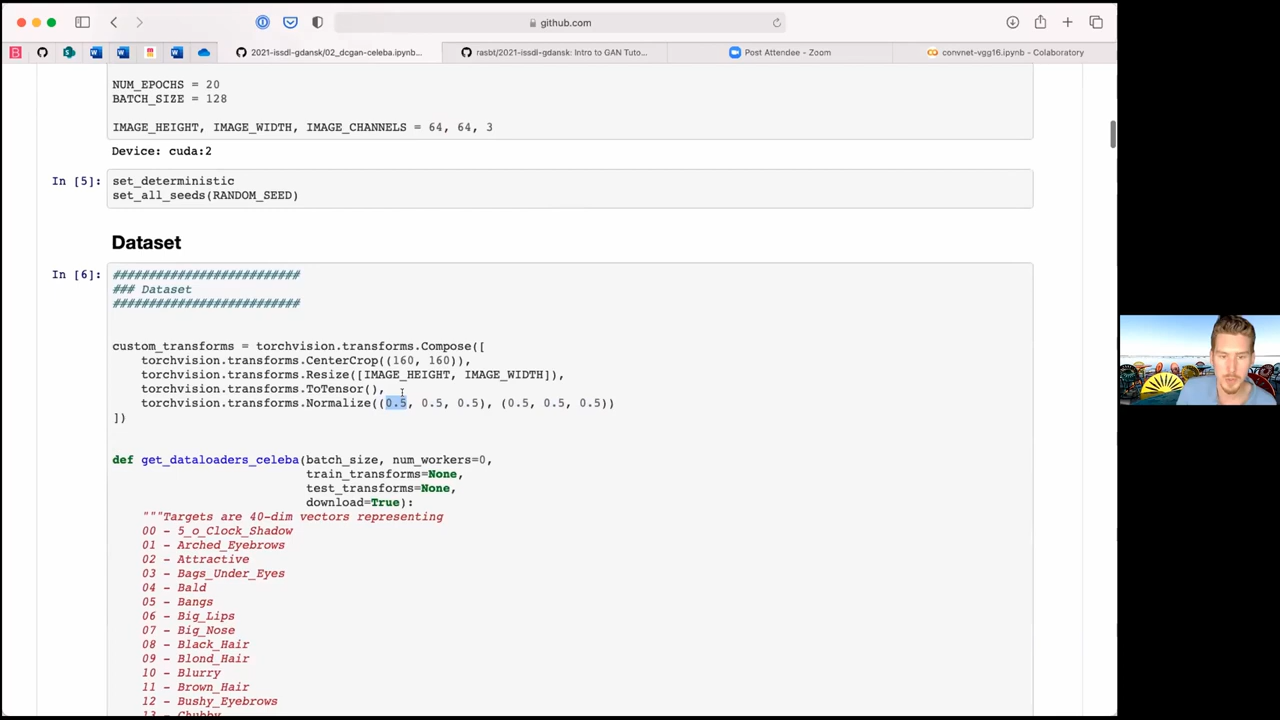 github.com
2021-issdl-gdansk/02_dcgan-celeba.ipynb...
rasbt/2021-issdl-gdansk: Intro to GAN Tuto...
Post Attendee - Zoom
convnet-vgg16.ipynb - Colaboratory
NUM_EPOCHS = 20
BATCH_SIZE = 128
IMAGE_HEIGHT, IMAGE_WIDTH, IMAGE_CHANNELS = 64, 64, 3
Device: cuda:2
In [5]:
set_deterministic
set_all_seeds(RANDOM_SEED)
Dataset
In [6]:
##########################
### Dataset
##########################
custom_transforms = torchvision.transforms.Compose([
torchvision.transforms.CenterCrop((160, 160)),
torchvision.transforms.Resize([IMAGE_HEIGHT, IMAGE_WIDTH]),
torchvision.transforms.ToTensor(),
torchvision.transforms.Normalize((0.5, 0.5, 0.5), (0.5, 0.5, 0.5))
])
def get_dataloaders_celeba(batch_size, num_workers=0,
train_transforms=None,
test_transforms=None,
download=True):
"""Targets are 40-dim vectors representing
00 - 5_o_Clock_Shadow
01 - Arched_Eyebrows
02 - Attractive
03 - Bags_Under_Eyes
04 - Bald
05 - Bangs
06 - Big_Lips
07 - Big_Nose
08 - Black_Hair
09 - Blond_Hair
10 - Blurry
11 - Brown_Hair
12 - Bushy_Eyebrows
13 - Chubby